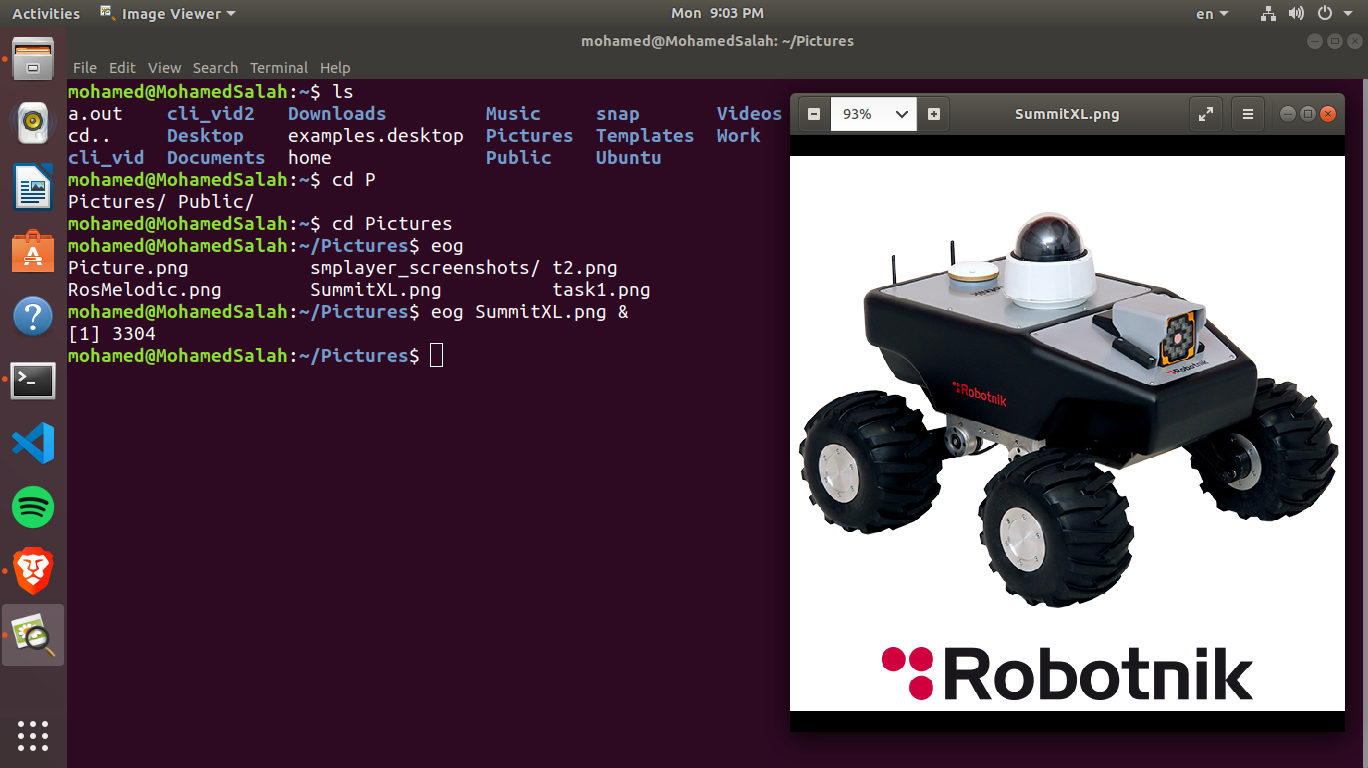 Activities Image Viewer Mon 9:03 PM en
mohamed@MohamedSalah: ~/Pictures
File Edit View Search Terminal Help
mohamed@MohamedSalah:~$ ls
a.out cli_vid2 Downloads Music snap Videos
cd.. Desktop examples.desktop Pictures Templates Work
cli_vid Documents home Public Ubuntu
mohamed@MohamedSalah:~$ cd P
Pictures/ Public/
mohamed@MohamedSalah:~$ cd Pictures
mohamed@MohamedSalah:~/Pictures$ eog
Picture.png smplayer_screenshots/ t2.png
RosMelodic.png SummitXL.png task1.png
mohamed@MohamedSalah:~/Pictures$ eog SummitXL.png &
[1] 3304
mohamed@MohamedSalah:~/Pictures$
93% SummitXL.png
Robotnik
Robotnik
Robotnik